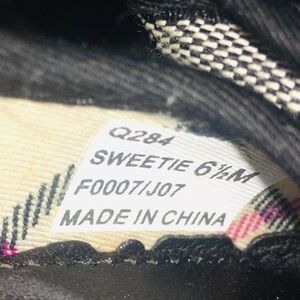 Q284
SWEETIE 6½M
F0007/J07
MADE IN CHINA